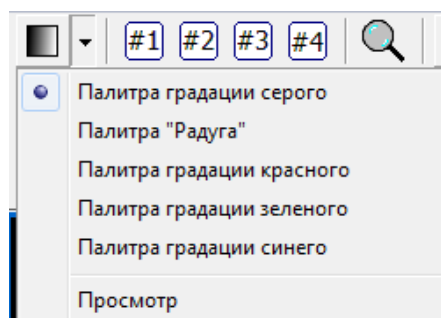 #1 #2 #3 #4
Палитра градации серого
Палитра "Радуга"
Палитра градации красного
Палитра градации зеленого
Палитра градации синего
Просмотр